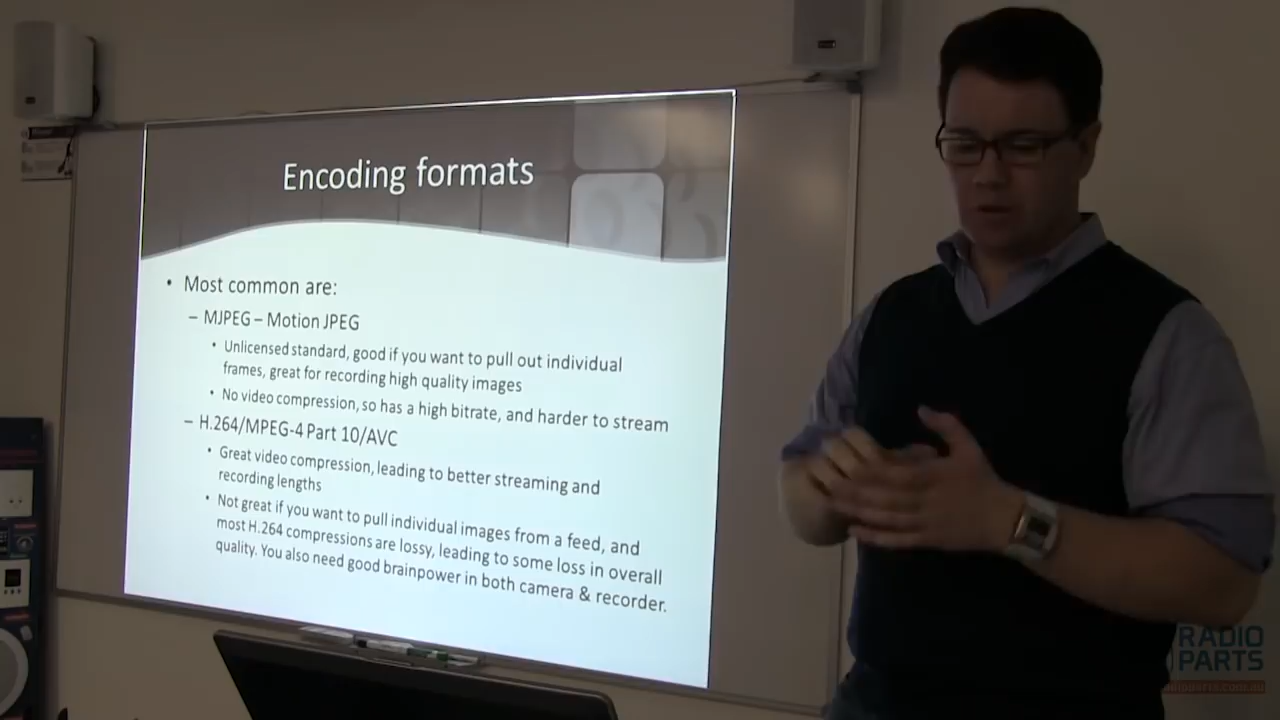 Encoding formats
• Most common are:
– MJPEG – Motion JPEG
• Unlicensed standard, good if you want to pull out individual
frames, great for recording high quality images
• No video compression, so has a high bitrate, and harder to stream
– H.264/MPEG-4 Part 10/AVC
• Great video compression, leading to better streaming and
recording lengths
• Not great if you want to pull individual images from a feed, and
most H.264 compressions are lossy, leading to some loss in overall
quality. You also need good brainpower in both camera & recorder.
RADIO
PARTS